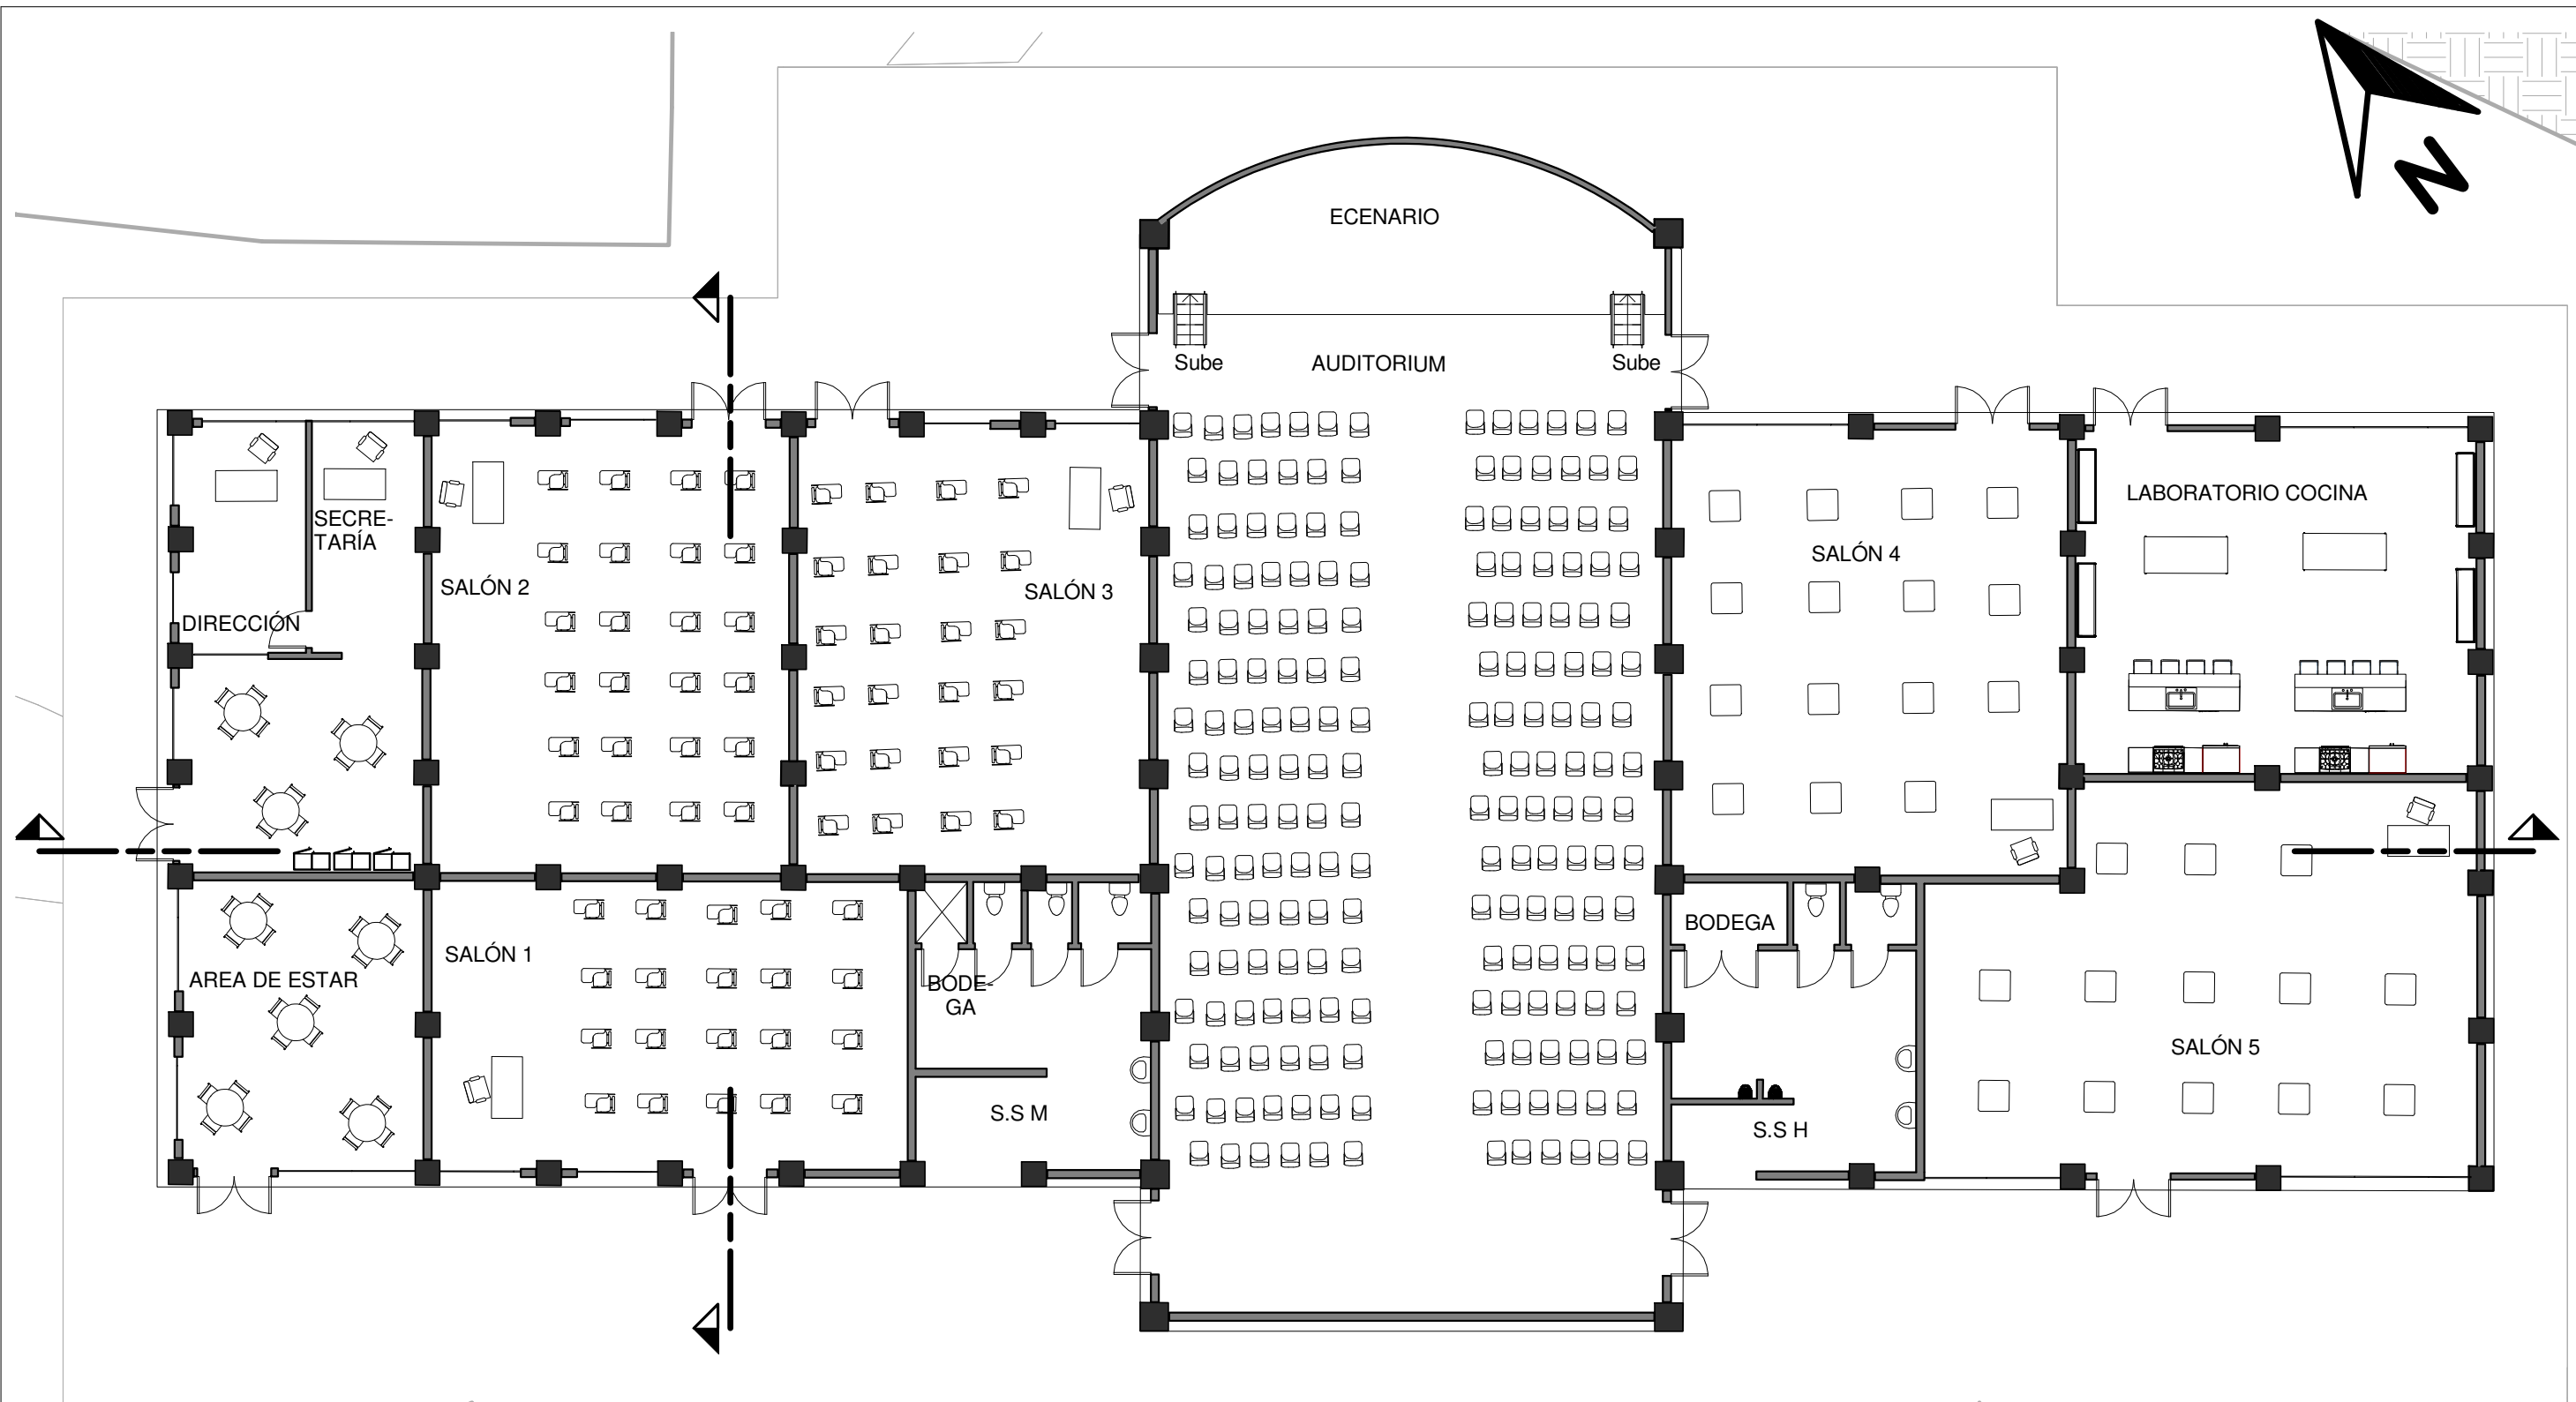 N
ECENARIO
Sube
AUDITORIUM
Sube
SECRE-
TARÍA
DIRECCIÓN
SALÓN 2
SALÓN 3
SALÓN 4
LABORATORIO COCINA
AREA DE ESTAR
SALÓN 1
BODE-
GA
S.S M
BODEGA
S.S H
SALÓN 5